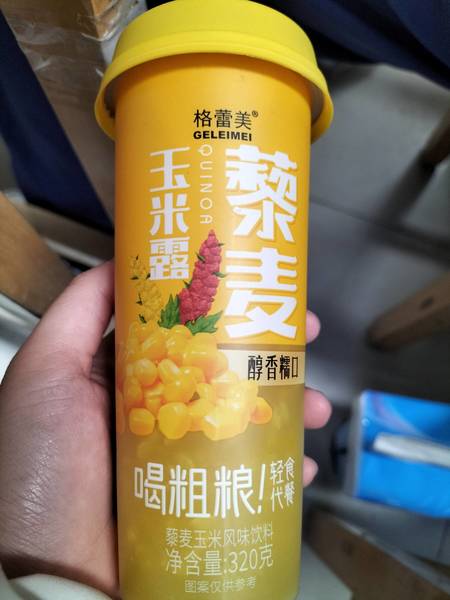 格蕾美®
GELEIMEI
藜麦
QUINOA
玉米露
醇香糯口
喝粗粮!
轻食
代餐
藜麦玉米风味饮料
净含量:320克
图案仅供参考